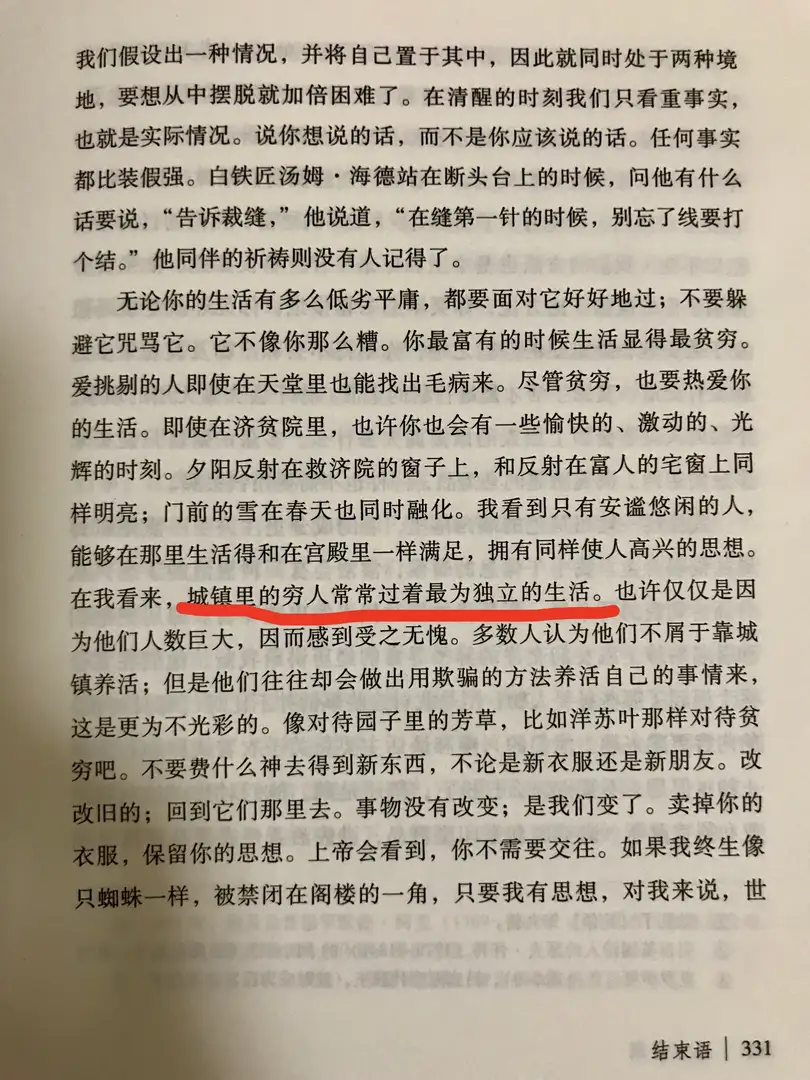 我们假设出一种情况，并将自己置于其中，因此就同时处于两种境
地，要想从中摆脱就加倍困难了。在清醒的时刻我们只看重事实，
也就是实际情况。说你想说的话，而不是你应该说的话。任何事实
都比装假强。白铁匠汤姆·海德站在断头台上的时候，问他有什么
话要说，“告诉裁缝，”他说道，“在缝第一针的时候，别忘了线要打
个结。”他同伴的祈祷则没有人记得了。
无论你的生活有多么低劣平庸，都要面对它好好地过；不要躲
避它咒骂它。它不像你那么糟。你最富有的时候生活显得最贫穷。
爱挑剔的人即使在天堂里也能找出毛病来。尽管贫穷，也要热爱你
的生活。即使在济贫院里，也许你也会有一些愉快的、激动的、光
辉的时刻。夕阳反射在救济院的窗子上，和反射在富人的宅窗上同
样明亮；门前的雪在春天也同时融化。我看到只有安谧悠闲的人，
能够在那里生活得和在宫殿里一样满足，拥有同样使人高兴的思想。
在我看来，城镇里的穷人常常过着最为独立的生活。也许仅仅是因
为他们人数巨大，因而感到受之无愧。多数人认为他们不屑于靠城
镇养活；但是他们往往却会做出用欺骗的方法养活自己的事情来，
这是更为不光彩的。像对待园子里的芳草，比如洋苏叶那样对待贫
穷吧。不要费什么神去得到新东西，不论是新衣服还是新朋友。改
改旧的；回到它们那里去。事物没有改变；是我们变了。卖掉你的
衣服，保留你的思想。上帝会看到，你不需要交往。如果我终生像
只蜘蛛一样，被禁闭在阁楼的一角，只要我有思想，对我来说，世
结束语 | 331